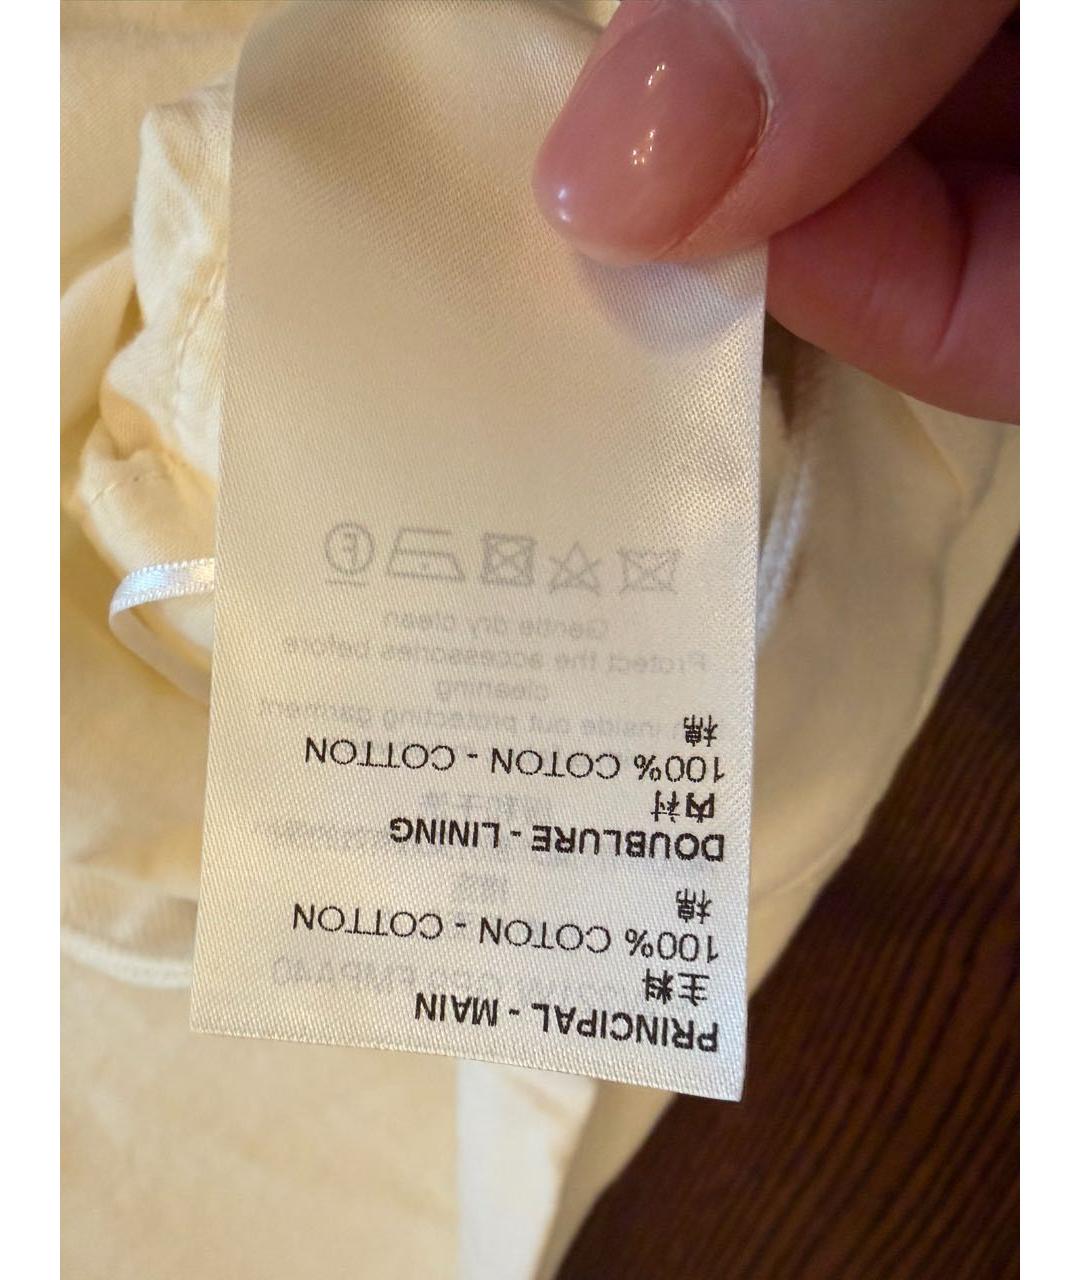 PRINCIPAL - MAIN
主料
100% COTON - COTTON
棉
DOUBLURE - LINING
内衬
100% COTON - COTTON
棉
inside out protecting garment
cleaning
Protect the accessories before
Gentle dry clean
F